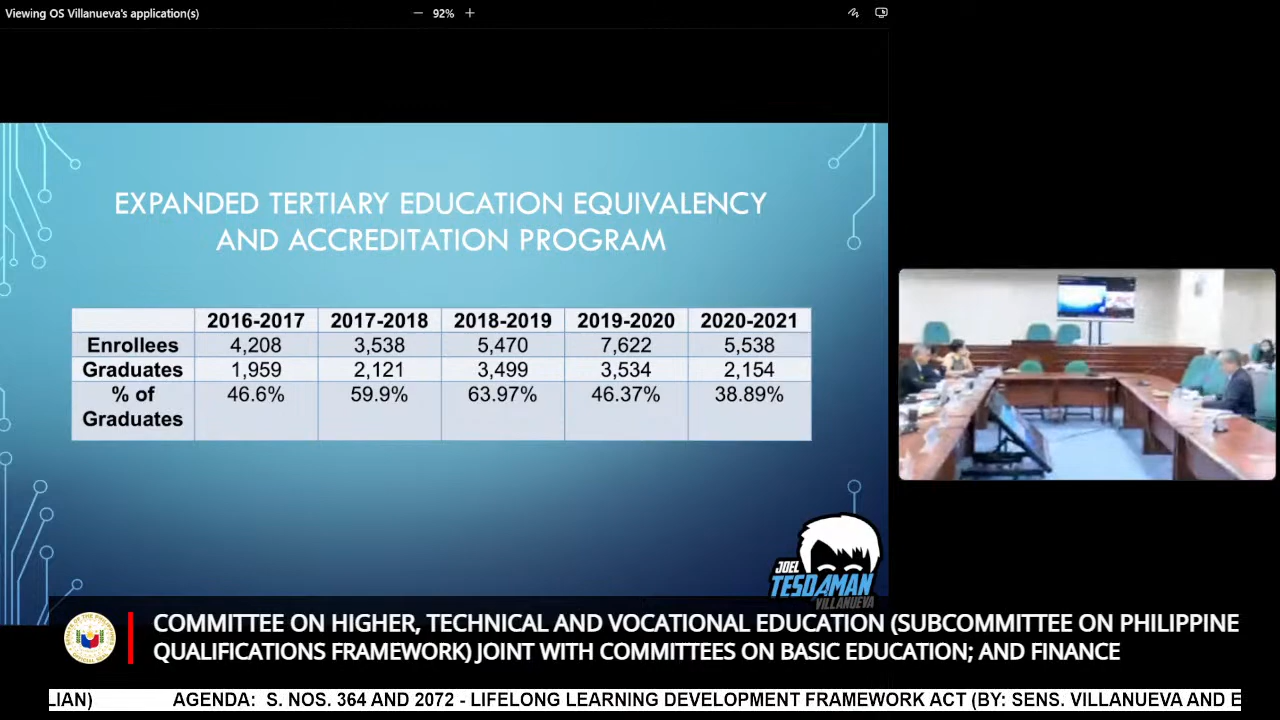 Viewing OS Villanueva's application(s)
— 92% +
EXPANDED TERTIARY EDUCATION EQUIVALENCY
AND ACCREDITATION PROGRAM
2016-2017 2017-2018 2018-2019 2019-2020 2020-2021
Enrollees 4,208 3,538 5,470 7,622 5,538
Graduates 1,959 2,121 3,499 3,534 2,154
% of Graduates 46.6% 59.9% 63.97% 46.37% 38.89%
JOEL
TESDAMAN
VILLANUEVA
COMMITTEE ON HIGHER, TECHNICAL AND VOCATIONAL EDUCATION (SUBCOMMITTEE ON PHILIPPINE
QUALIFICATIONS FRAMEWORK) JOINT WITH COMMITTEES ON BASIC EDUCATION; AND FINANCE
LIAN) AGENDA: S. NOS. 364 AND 2072 - LIFELONG LEARNING DEVELOPMENT FRAMEWORK ACT (BY: SENS. VILLANUEVA AND E